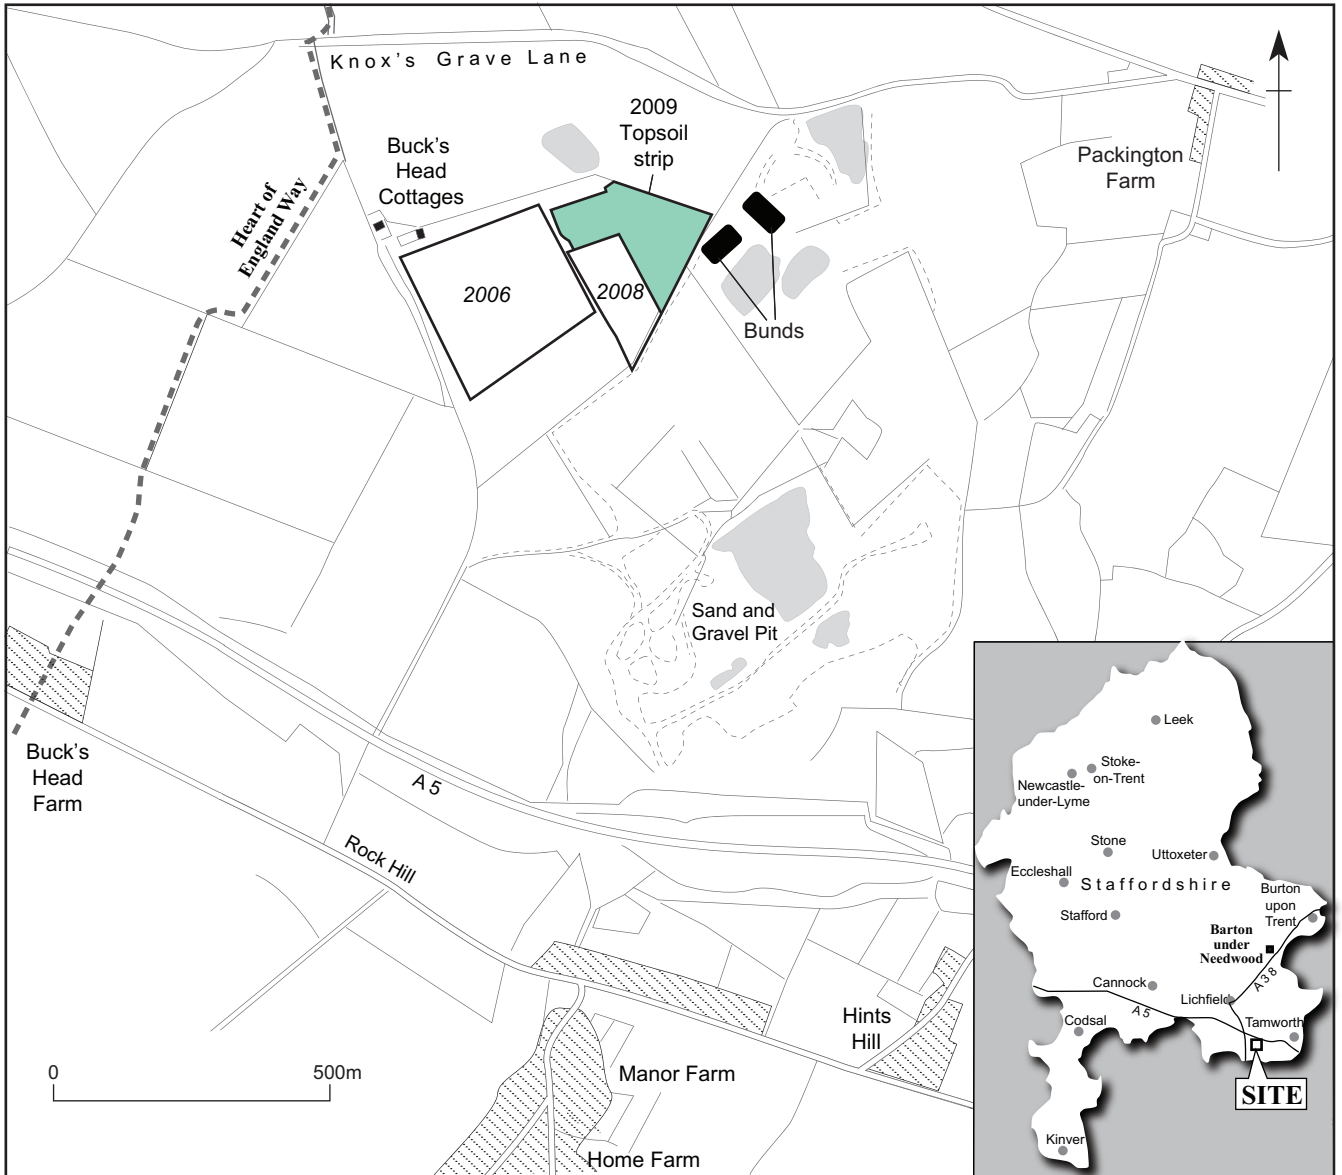 Knox's Grave Lane
2009
Topsoil
strip
Buck's
Head
Cottages
Packington
Farm
Heart of
England Way
2006
2008
Bunds
Sand and
Gravel Pit
Buck's
Head
Farm
A 5
Rock Hill
Hints
Hill
Manor Farm
Home Farm
0 500m
Leek
Stoke-
on-Trent
Newcastle-
under-Lyme
Stone
Uttoxeter
Eccleshall
Staffordshire
Burton
upon
Trent
Stafford
Barton
under
Needwood
A38
Cannock
Lichfield
A5
Codsal
Tamworth
SITE
Kinver